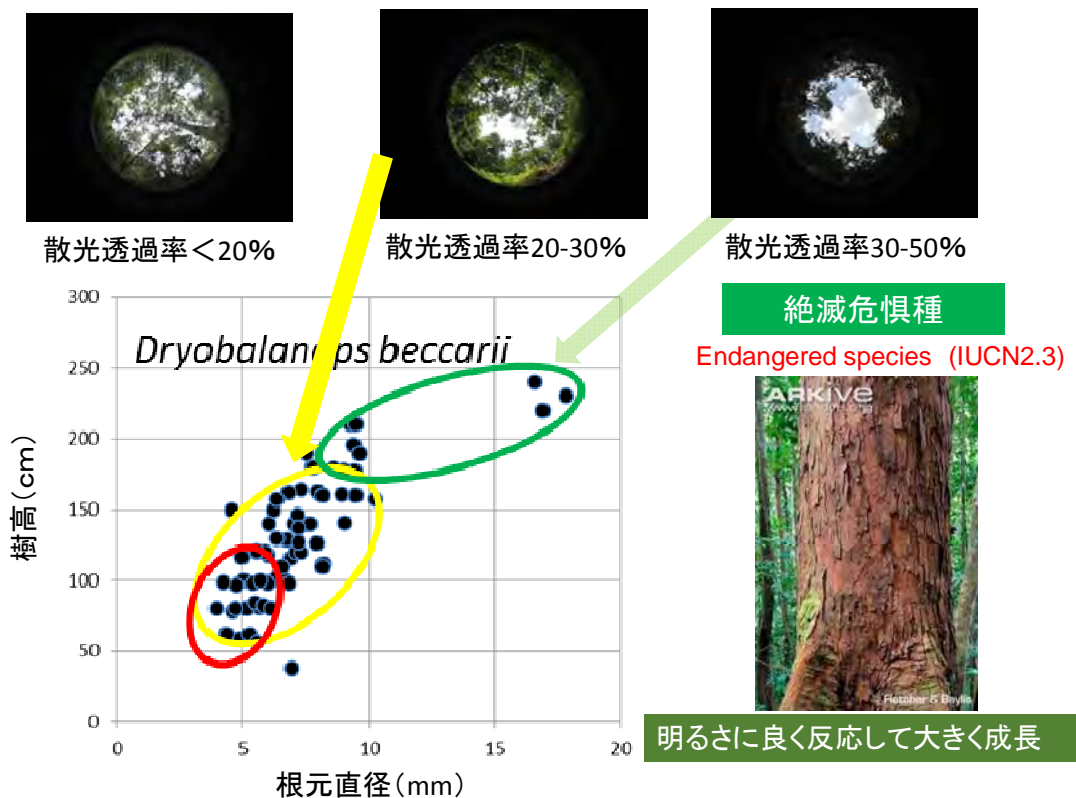 散光透過率<20%
散光透過率20-30%
散光透過率30-50%
絶滅危惧種
Endangered species (IUCN2.3)
Dryobalanops beccarii
樹高(cm)
300
250
200
150
100
50
0
0 5 10 15 20
根元直径(mm)
ARKive
© Fletcher & Baylis
明るさに良く反応して大きく成長